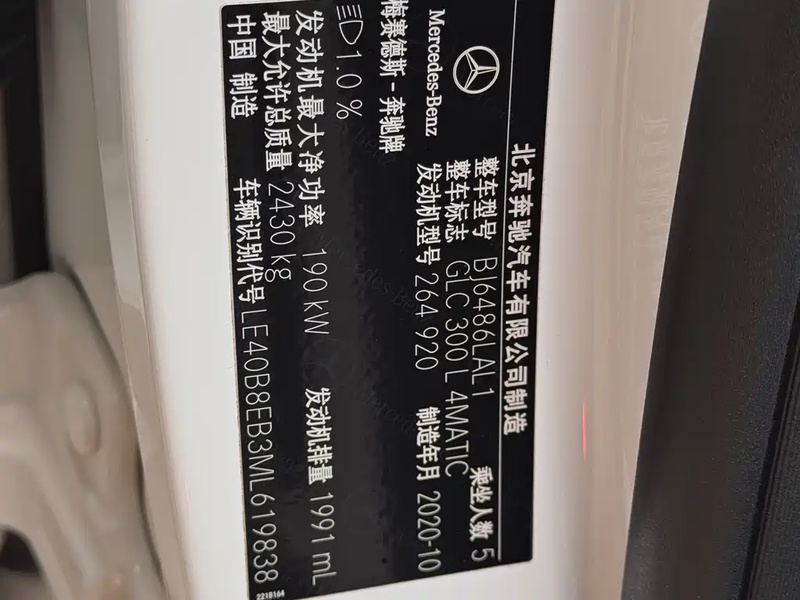 北京奔驰汽车有限公司制造
Mercedes-Benz
梅赛德斯-奔驰牌
整车型号 BJ6486LAL1 乘坐人数 5
整车标志 GLC 300 L 4MATIC
发动机型号 264 920 制造年月 2020-10
1.0 %
发动机最大净功率 190 kW 发动机排量 1991 mL
最大允许总质量 2430 kg
中国 制造 车辆识别代号 LE40B8EB3ML619838
2218164